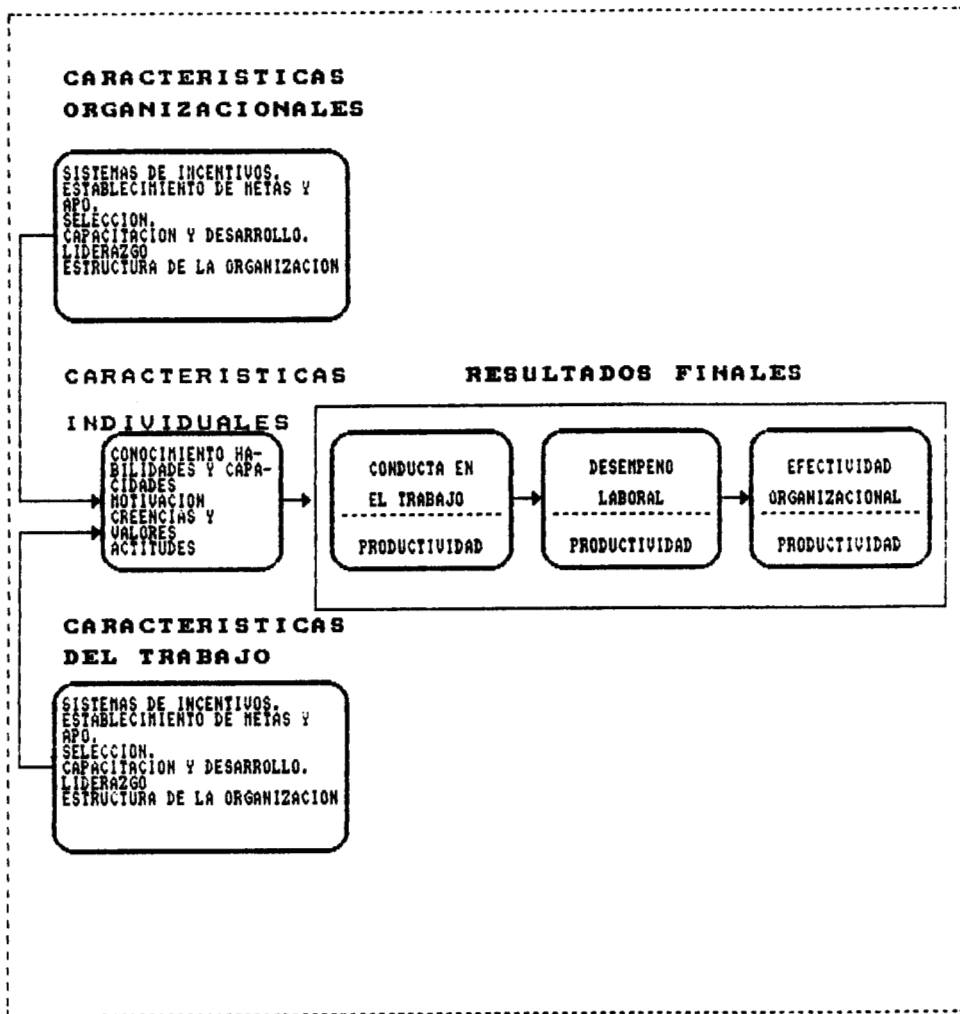 CARACTERISTICAS
ORGANIZACIONALES
SISTEMAS DE INCENTIVOS.
ESTABLECIMIENTO DE METAS Y
APO.
SELECCION.
CAPACITACION Y DESARROLLO.
LIDERAZGO
ESTRUCTURA DE LA ORGANIZACION
CARACTERISTICAS
INDIVIDUALES
CONOCIMIENTO HA-
BILIDADES Y CAPA-
CIDADES
MOTIVACION
CREENCIAS Y
VALORES
ACTITUDES
RESULTADOS FINALES
CONDUCTA EN
EL TRABAJO
PRODUCTIVIDAD
DESEMPENO
LABORAL
PRODUCTIVIDAD
EFECTIVIDAD
ORGANIZACIONAL
PRODUCTIVIDAD
CARACTERISTICAS
DEL TRABAJO
SISTEMAS DE INCENTIVOS.
ESTABLECIMIENTO DE METAS Y
APO.
SELECCION.
CAPACITACION Y DESARROLLO.
LIDERAZGO
ESTRUCTURA DE LA ORGANIZACION